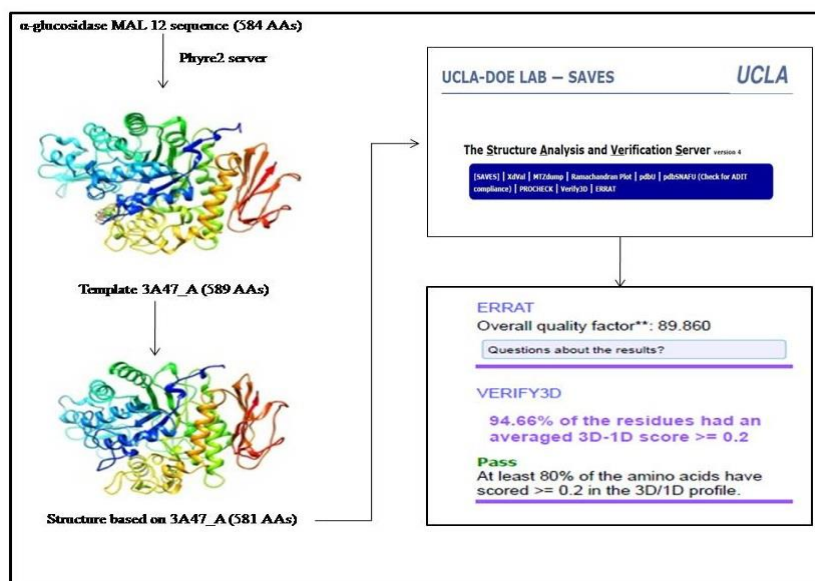 α-glucosidase MAL 12 sequence (584 AAs)
Phyre2 server
Template 3A47_A (589 AAs)
Structure based on 3A47_A (581 AAs)
UCLA-DOE LAB — SAVES
UCLA
The Structure Analysis and Verification Server version 4
[SAVES] | XdVal | MTZdump | Ramachandran Plot | pdbU | pdbSNAFU (Check for ADIT
compliance) | PROCHECK | Verify3D | ERRAT
ERRAT
Overall quality factor**: 89.860
Questions about the results?
VERIFY3D
94.66% of the residues had an
averaged 3D-1D score >= 0.2
Pass
At least 80% of the amino acids have
scored >= 0.2 in the 3D/1D profile.